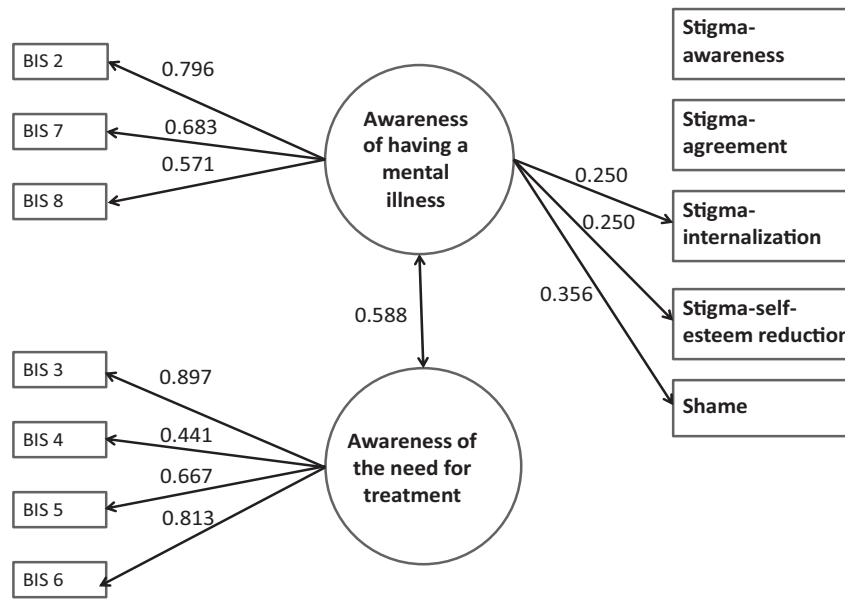 BIS 2
BIS 7
BIS 8
0.796
0.683
0.571
Awareness
of having a
mental
illness
0.250
0.250
0.356
Stigma-
awareness
Stigma-
agreement
Stigma-
internalization
Stigma-self-
esteem reduction
Shame
0.588
BIS 3
BIS 4
BIS 5
BIS 6
0.897
0.441
0.667
0.813
Awareness of
the need for
treatment